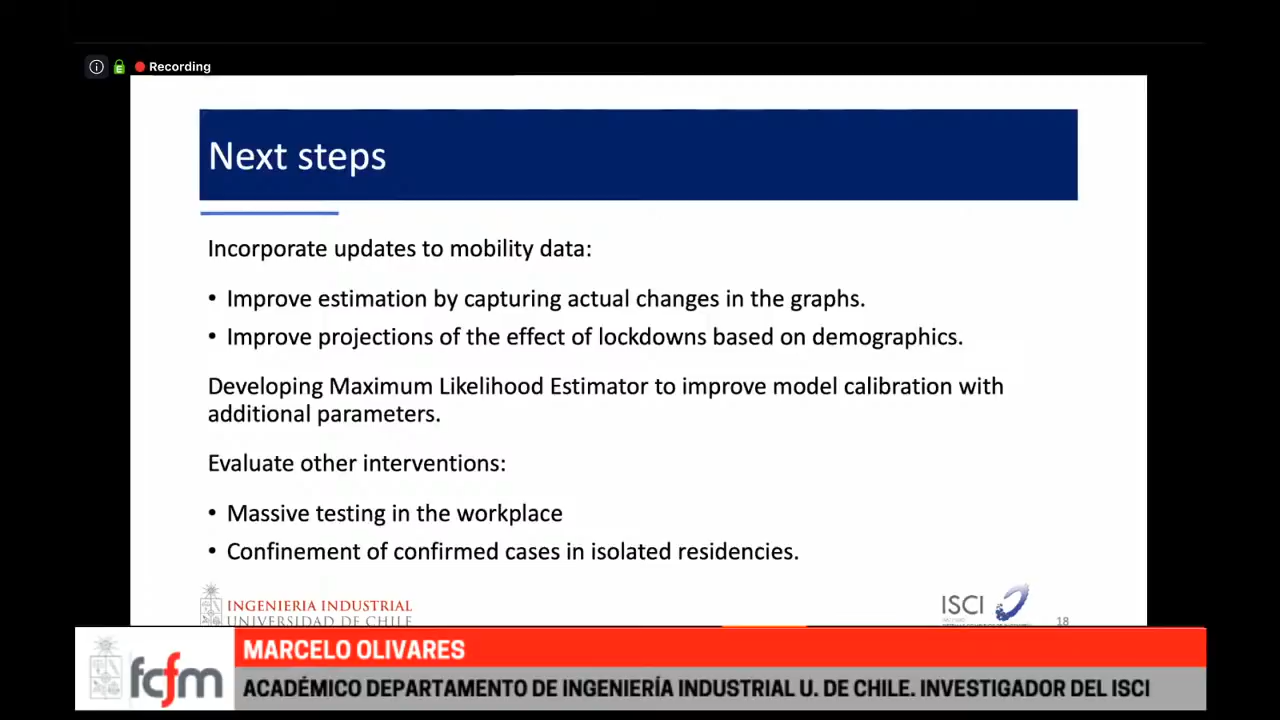 Recording
Next steps
Incorporate updates to mobility data:
• Improve estimation by capturing actual changes in the graphs.
• Improve projections of the effect of lockdowns based on demographics.
Developing Maximum Likelihood Estimator to improve model calibration with
additional parameters.
Evaluate other interventions:
• Massive testing in the workplace
• Confinement of confirmed cases in isolated residencies.
INGENIERIA INDUSTRIAL
UNIVERSIDAD DE CHILE
ISCI
18
fcfm
MARCELO OLIVARES
ACADÉMICO DEPARTAMENTO DE INGENIERÍA INDUSTRIAL U. DE CHILE. INVESTIGADOR DEL ISCI